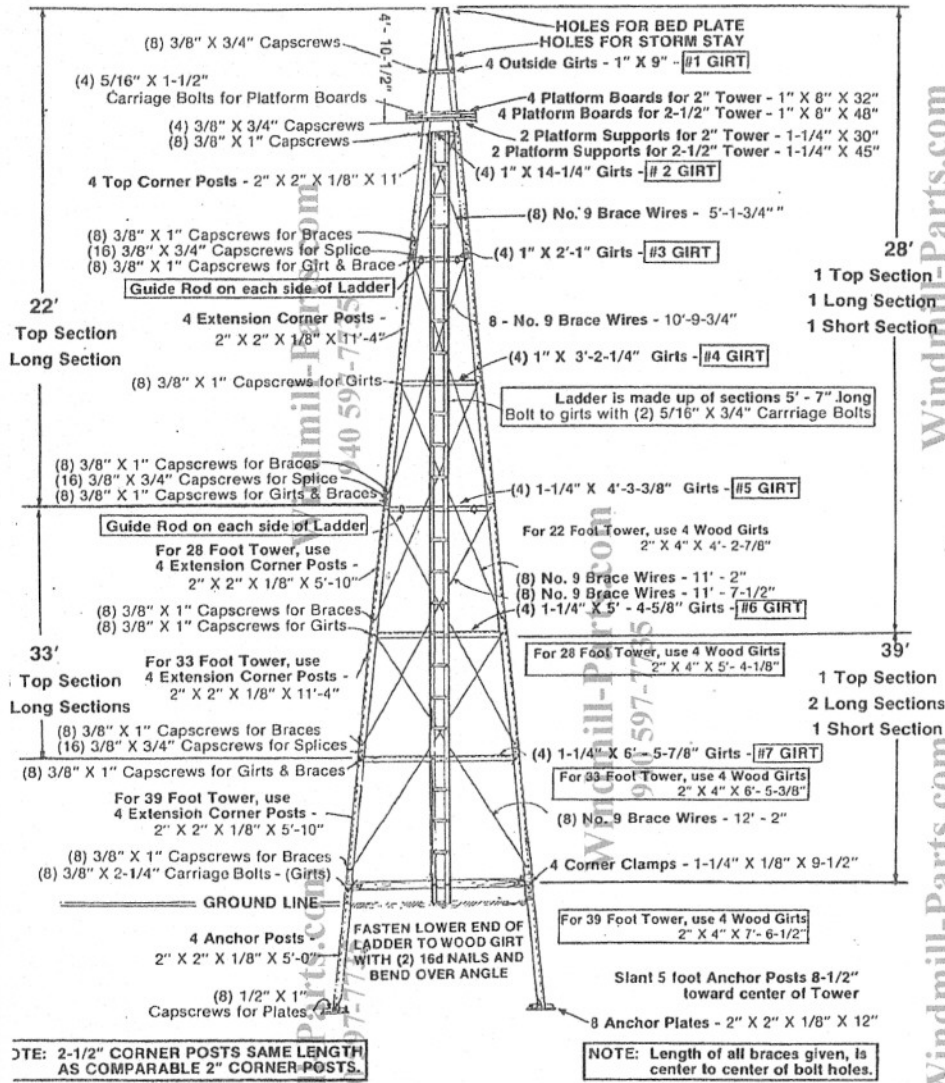 HOLES FOR BED PLATE
HOLES FOR STORM STAY
4'- 10-1/2"
(8) 3/8" X 3/4" Capscrews
4 Outside Girts - 1" X 9" - #1 GIRT
(4) 5/16" X 1-1/2"
Carriage Bolts for Platform Boards
4 Platform Boards for 2" Tower - 1" X 8" X 32"
4 Platform Boards for 2-1/2" Tower - 1" X 8" X 48"
(4) 3/8" X 3/4" Capscrews
(8) 3/8" X 1" Capscrews
2 Platform Supports for 2" Tower - 1-1/4" X 30"
2 Platform Supports for 2-1/2" Tower - 1-1/4" X 45"
4 Top Corner Posts - 2" X 2" X 1/8" X 11'
(4) 1" X 14-1/4" Girts - # 2 GIRT
(8) No. 9 Brace Wires - 5'-1-3/4" "
(8) 3/8" X 1" Capscrews for Braces
(16) 3/8" X 3/4" Capscrews for Splice
(8) 3/8" X 1" Capscrews for Girt & Brace
(4) 1" X 2'-1" Girts - #3 GIRT
Guide Rod on each side of Ladder
22'
Top Section
Long Section
28'
1 Top Section
1 Long Section
1 Short Section
4 Extension Corner Posts -
2" X 2" X 1/8" X 11'-4"
8 - No. 9 Brace Wires - 10'-9-3/4"
(4) 1" X 3'-2-1/4" Girts - #4 GIRT
(8) 3/8" X 1" Capscrews for Girts
Ladder is made up of sections 5' - 7" long
Bolt to girts with (2) 5/16" X 3/4" Carrriage Bolts
(8) 3/8" X 1" Capscrews for Braces
(16) 3/8" X 3/4" Capscrews for Splice
(8) 3/8" X 1" Capscrews for Girts & Braces
(4) 1-1/4" X 4'-3-3/8" Girts - #5 GIRT
Guide Rod on each side of Ladder
For 22 Foot Tower, use 4 Wood Girts
2" X 4" X 4'- 2-7/8"
For 28 Foot Tower, use
4 Extension Corner Posts -
2" X 2" X 1/8" X 5'-10"
(8) No. 9 Brace Wires - 11' - 2"
(8) No. 9 Brace Wires - 11' - 7-1/2"
(4) 1-1/4" X 5' - 4-5/8" Girts - #6 GIRT
(8) 3/8" X 1" Capscrews for Braces
(8) 3/8" X 1" Capscrews for Girts
For 28 Foot Tower, use 4 Wood Girts
2" X 4" X 5'- 4-1/8"
33'
Top Section
Long Sections
39'
1 Top Section
2 Long Sections
1 Short Section
For 33 Foot Tower, use
4 Extension Corner Posts -
2" X 2" X 1/8" X 11'-4"
(8) 3/8" X 1" Capscrews for Braces
(16) 3/8" X 3/4" Capscrews for Splices
(8) 3/8" X 1" Capscrews for Girts & Braces
(4) 1-1/4" X 6' - 5-7/8" Girts - #7 GIRT
For 33 Foot Tower, use 4 Wood Girts
2" X 4" X 6'- 5-3/8"
For 39 Foot Tower, use
4 Extension Corner Posts -
2" X 2" X 1/8" X 5'-10"
(8) No. 9 Brace Wires - 12' - 2"
(8) 3/8" X 1" Capscrews for Braces
(8) 3/8" X 2-1/4" Carriage Bolts - (Girts)
4 Corner Clamps - 1-1/4" X 1/8" X 9-1/2"
GROUND LINE
FASTEN LOWER END OF
LADDER TO WOOD GIRT
WITH (2) 16d NAILS AND
BEND OVER ANGLE
For 39 Foot Tower, use 4 Wood Girts
2" X 4" X 7'- 6-1/2"
4 Anchor Posts -
2" X 2" X 1/8" X 5'-0"
Slant 5 foot Anchor Posts 8-1/2"
toward center of Tower
(8) 1/2" X 1"
Capscrews for Plates
8 Anchor Plates - 2" X 2" X 1/8" X 12"
OTE: 2-1/2" CORNER POSTS SAME LENGTH
AS COMPARABLE 2" CORNER POSTS.
NOTE: Length of all braces given, is
center to center of bolt holes.
Windmill-Parts.com
940 597-7735
Windmill-Parts.com
940 597-7735
Windmill-Parts.com
Windmill-Parts.com